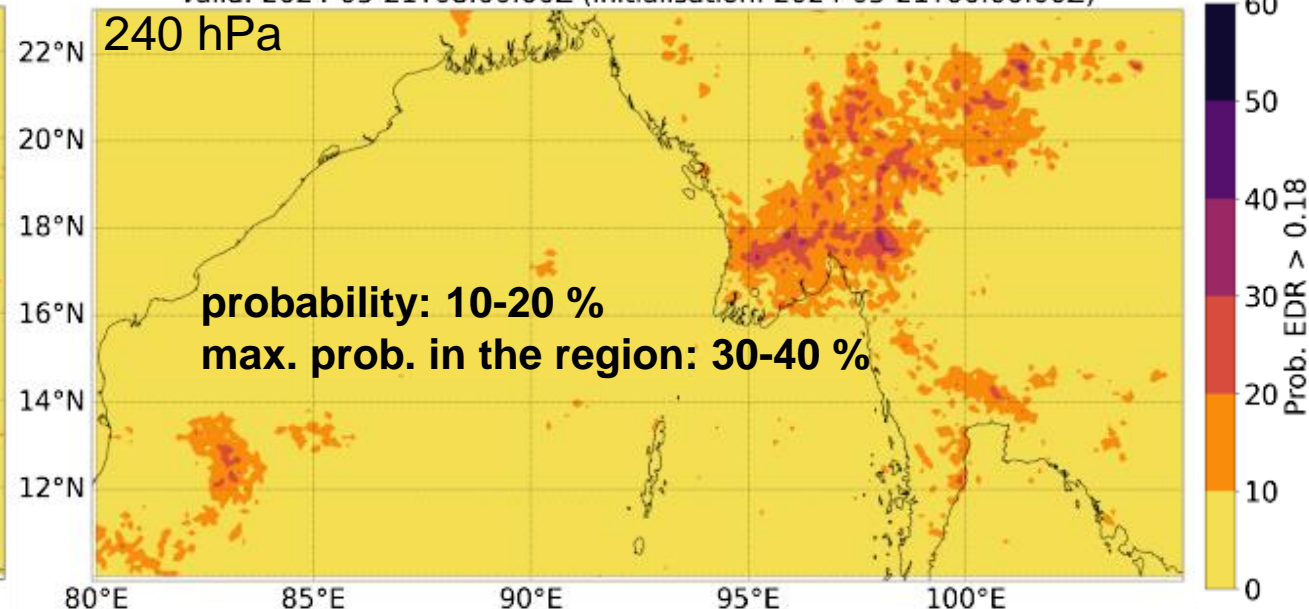 240 hPa
probability: 10-20 %
max. prob. in the region: 30-40 %
22°N
20°N
18°N
16°N
14°N
12°N
80°E
85°E
90°E
95°E
100°E
60
50
40
30
20
10
0
Prob. EDR > 0.18